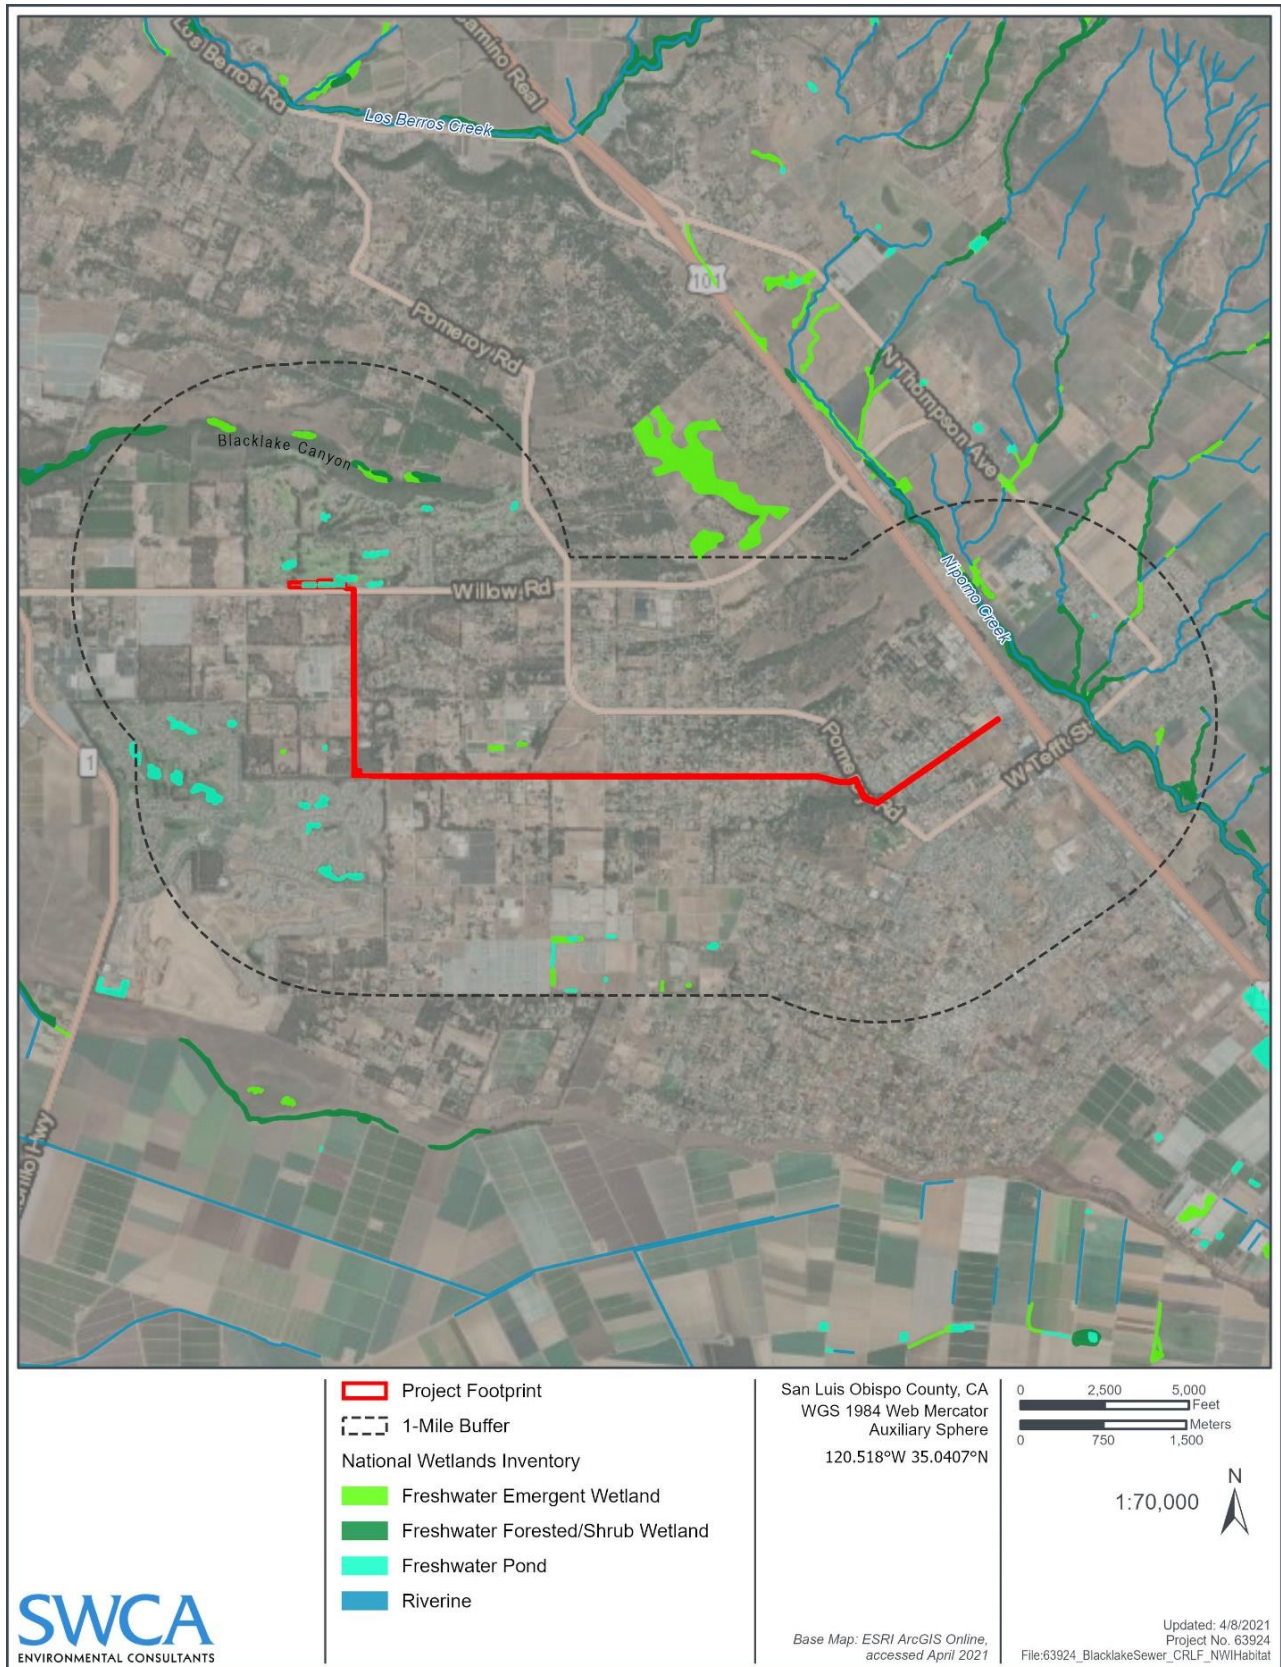 Los Berros Rd
Camino Real
Los Berros Creek
101
Pomeroy Rd
N Thompson Ave
Blacklake Canyon
Willow Rd
Nipomo Creek
1
Pomeroy Rd
W Tefft St
Hwy
Project Footprint
1-Mile Buffer
National Wetlands Inventory
Freshwater Emergent Wetland
Freshwater Forested/Shrub Wetland
Freshwater Pond
Riverine
San Luis Obispo County, CA
WGS 1984 Web Mercator
Auxiliary Sphere
120.518°W 35.0407°N
Base Map: ESRI ArcGIS Online,
accessed April 2021
0 2,500 5,000
Feet
Meters
0 750 1,500
N
1:70,000
SWCA
ENVIRONMENTAL CONSULTANTS
Updated: 4/8/2021
Project No. 63924
File:63924_BlacklakeSewer_CRLF_NWIHabitat